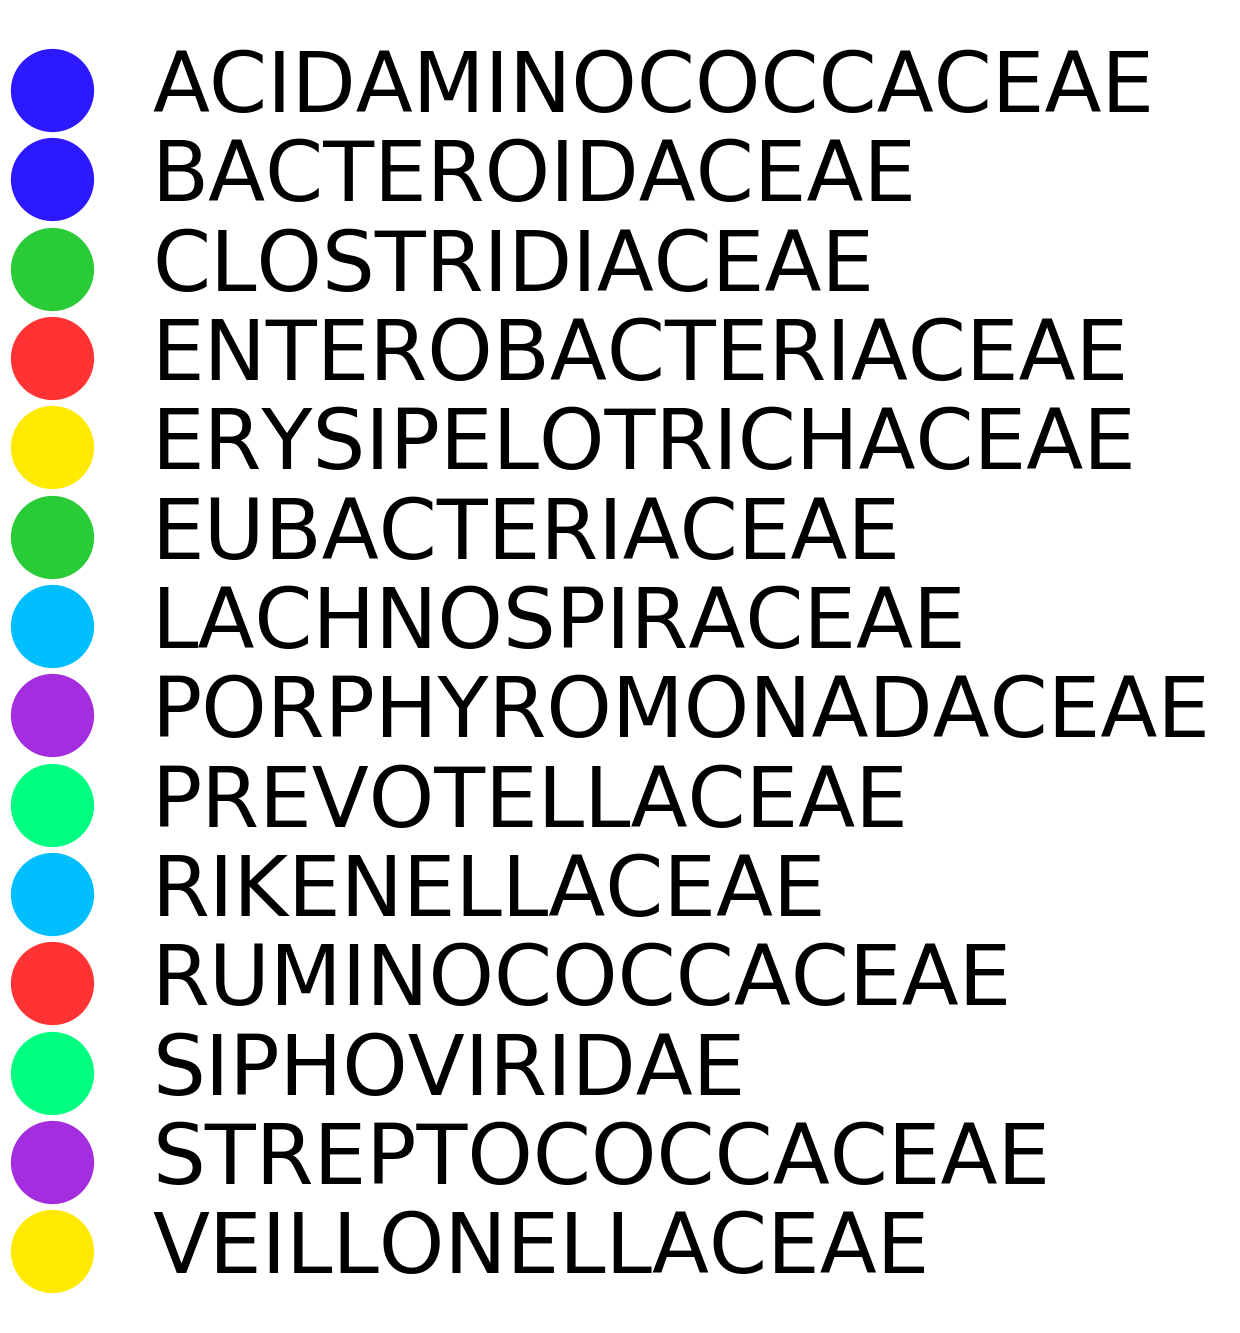 ACIDAMINOCOCCACEAE
BACTEROIDACEAE
CLOSTRIDIACEAE
ENTEROBACTERIACEAE
ERYSIPELOTRICHACEAE
EUBACTERIACEAE
LACHNOSPIRACEAE
PORPHYROMONADACEAE
PREVOTELLACEAE
RIKENELLACEAE
RUMINOCOCCACEAE
SIPHOVIRIDAE
STREPTOCOCCACEAE
VEILLONELLACEAE